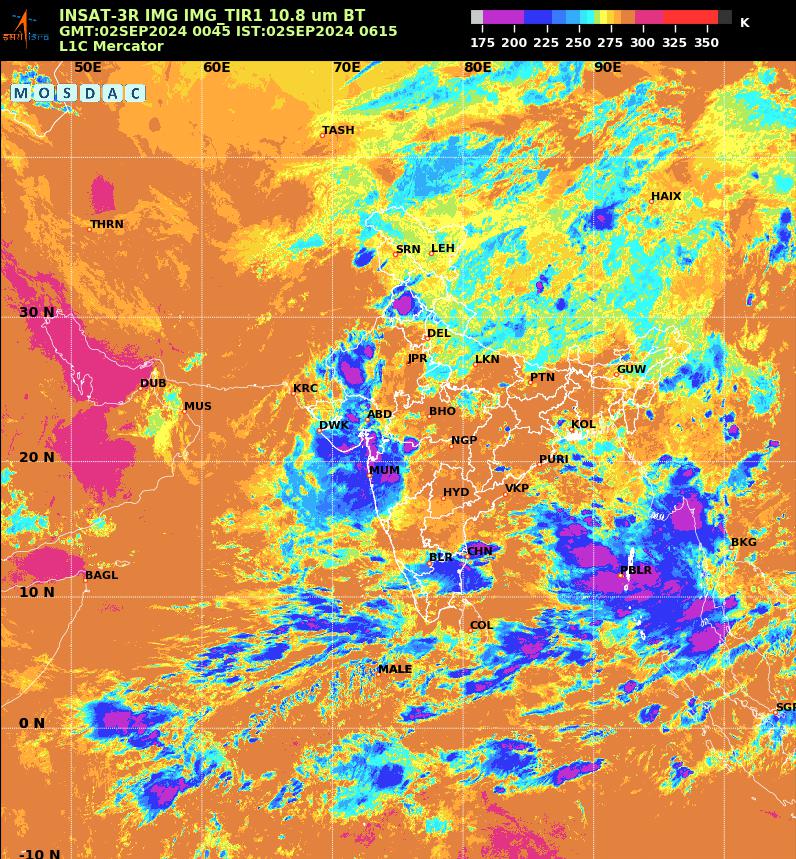 INSAT-3R IMG IMG_TIR1 10.8 um BT
GMT:02SEP2024 0045 IST:02SEP2024 0615
L1C Mercator
175 200 225 250 275 300 325 350
K
50E 60E 70E 80E 90E
MOSDAC
TASH
HAIX
THRN
SRN LEH
30 N
DEL
JPR LKN
GUW
PTN
DUB
KRC
MUS
ABD BHO
DWK KOL
NGP
20 N
PURI
MUM
HYD VKP
BKG
BLR CHN
PBLR
BAGL
10 N
COL
MALE
SGP
0 N
-10 N